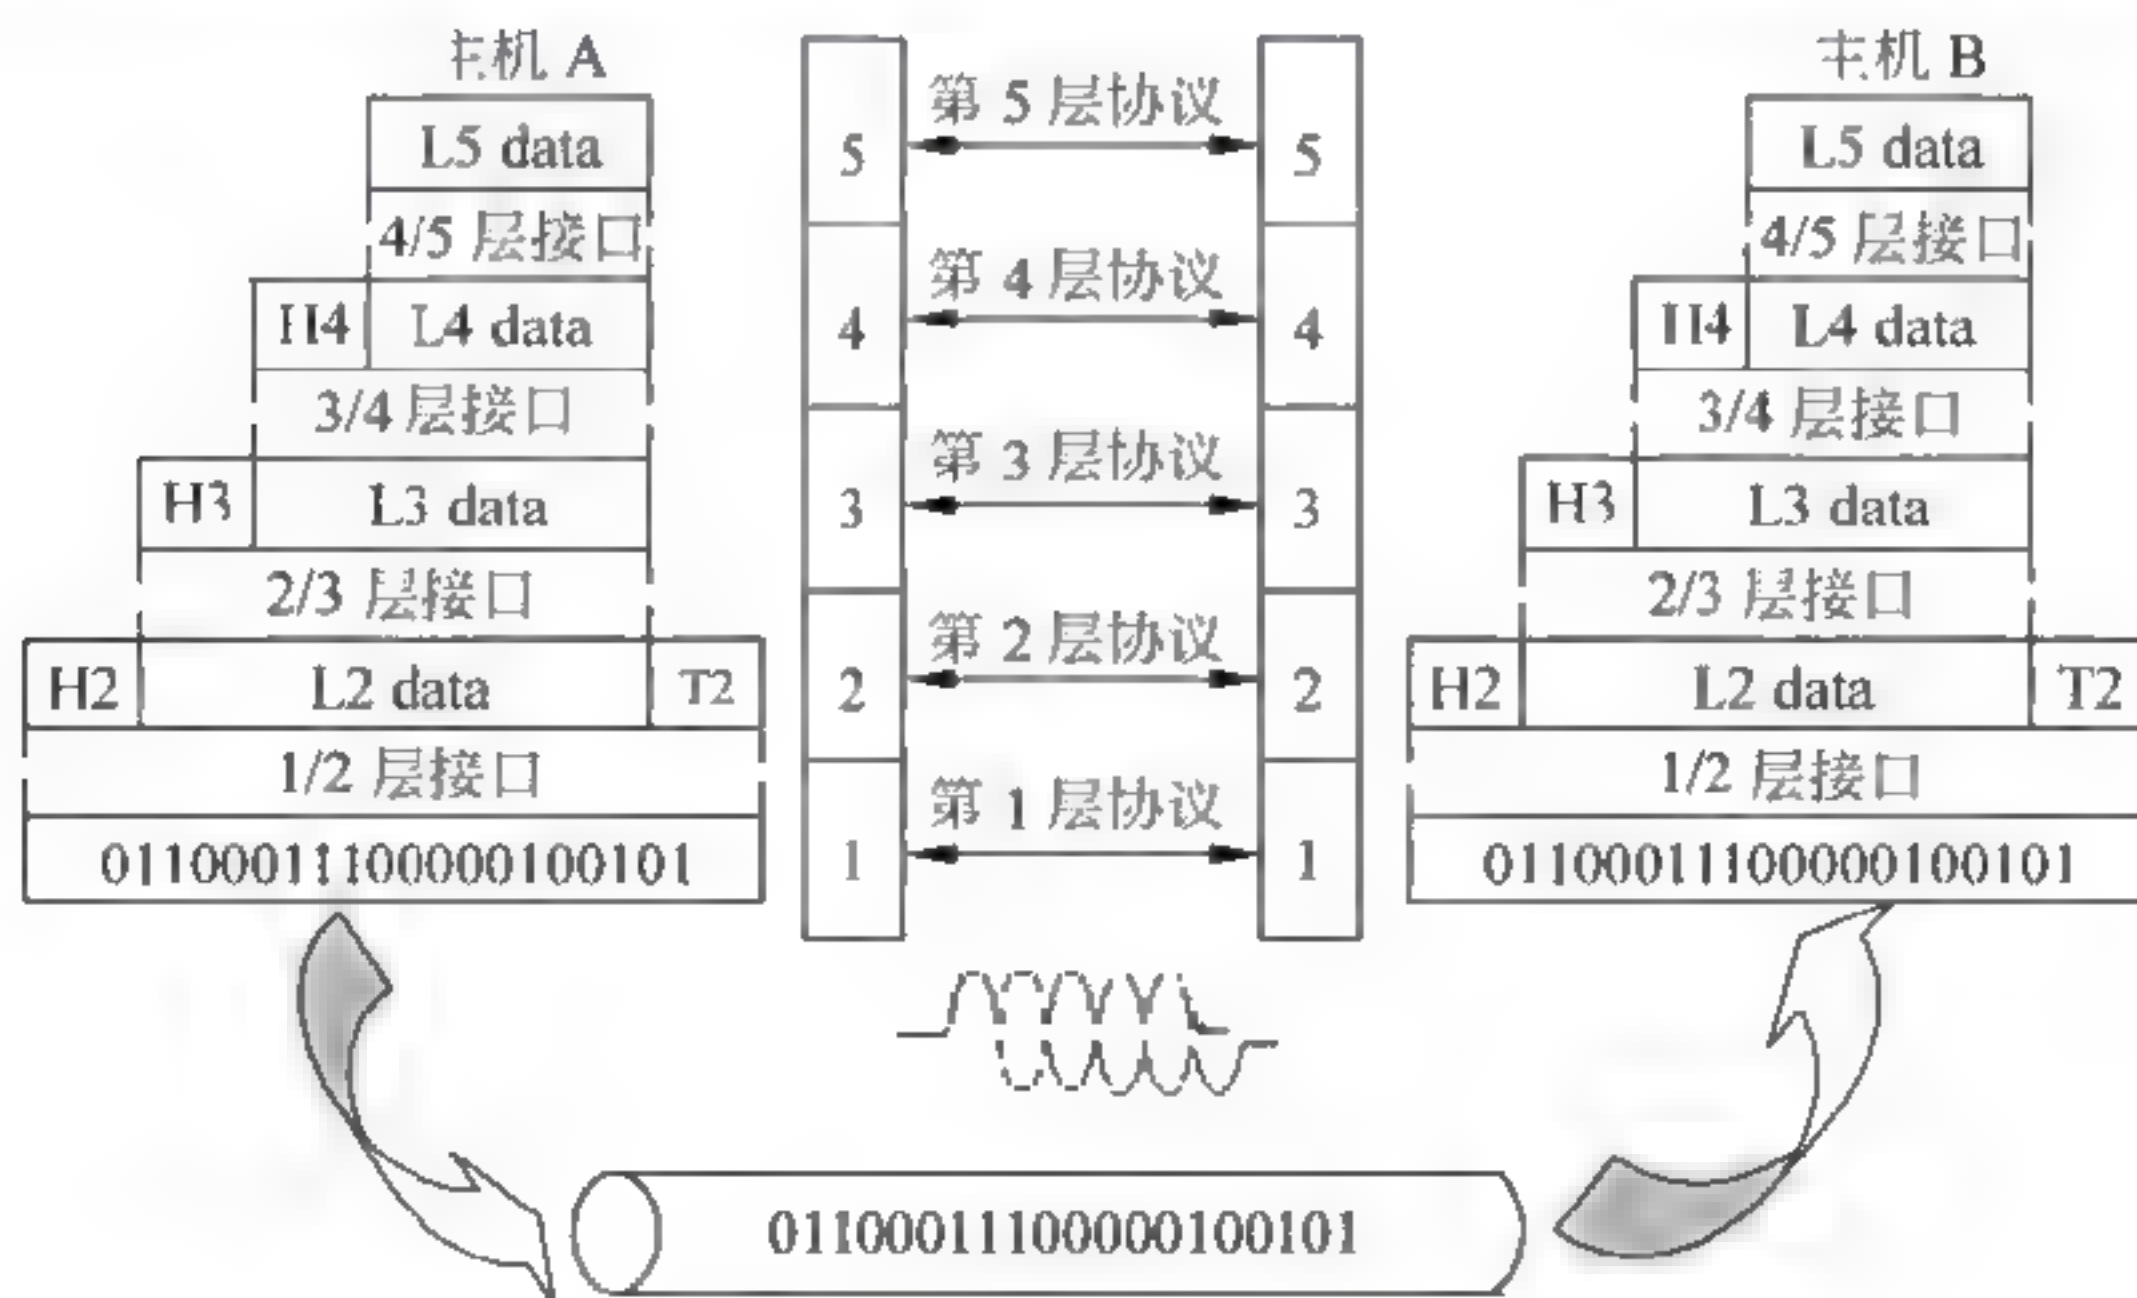 主机 A
L5 data
4/5 层接口
H4 L4 data
3/4 层接口
H3 L3 data
2/3 层接口
H2 L2 data T2
1/2 层接口
01100011100000100101
5 第 5 层协议 5
4 第 4 层协议 4
3 第 3 层协议 3
2 第 2 层协议 2
1 第 1 层协议 1
主机 B
L5 data
4/5 层接口
H4 L4 data
3/4 层接口
H3 L3 data
2/3 层接口
H2 L2 data T2
1/2 层接口
01100011100000100101
01100011100000100101